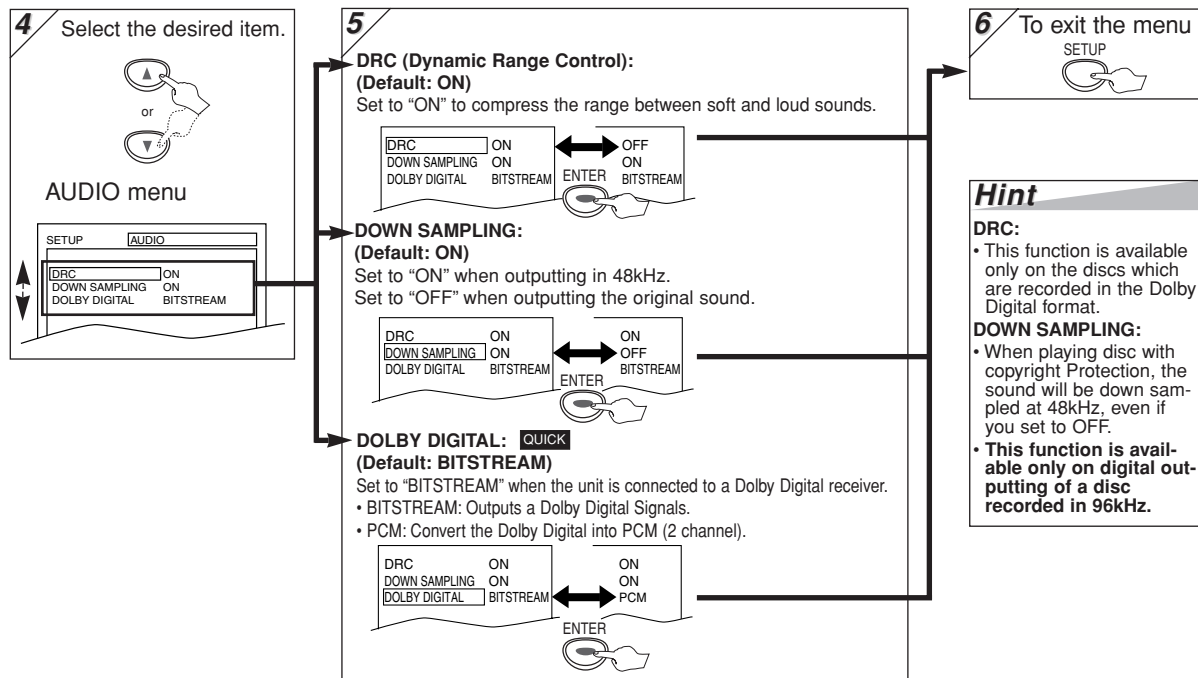 4
Select the desired item.
▲
or
▼
AUDIO menu
SETUP AUDIO
DRC ON
DOWN SAMPLING ON
DOLBY DIGITAL BITSTREAM
5
DRC (Dynamic Range Control):
(Default: ON)
Set to “ON” to compress the range between soft and loud sounds.
DRC ON OFF
DOWN SAMPLING ON ON
DOLBY DIGITAL BITSTREAM BITSTREAM
ENTER
DOWN SAMPLING:
(Default: ON)
Set to “ON” when outputting in 48kHz.
Set to “OFF” when outputting the original sound.
DRC ON ON
DOWN SAMPLING ON OFF
DOLBY DIGITAL BITSTREAM BITSTREAM
ENTER
DOLBY DIGITAL: QUICK
(Default: BITSTREAM)
Set to “BITSTREAM” when the unit is connected to a Dolby Digital receiver.
• BITSTREAM: Outputs a Dolby Digital Signals.
• PCM: Convert the Dolby Digital into PCM (2 channel).
DRC ON ON
DOWN SAMPLING ON ON
DOLBY DIGITAL BITSTREAM PCM
ENTER
6
To exit the menu
SETUP
Hint
DRC:
• This function is available
only on the discs which
are recorded in the Dolby
Digital format.
DOWN SAMPLING:
• When playing disc with
copyright Protection, the
sound will be down sam-
pled at 48kHz, even if
you set to OFF.
• This function is avail-
able only on digital out-
putting of a disc
recorded in 96kHz.